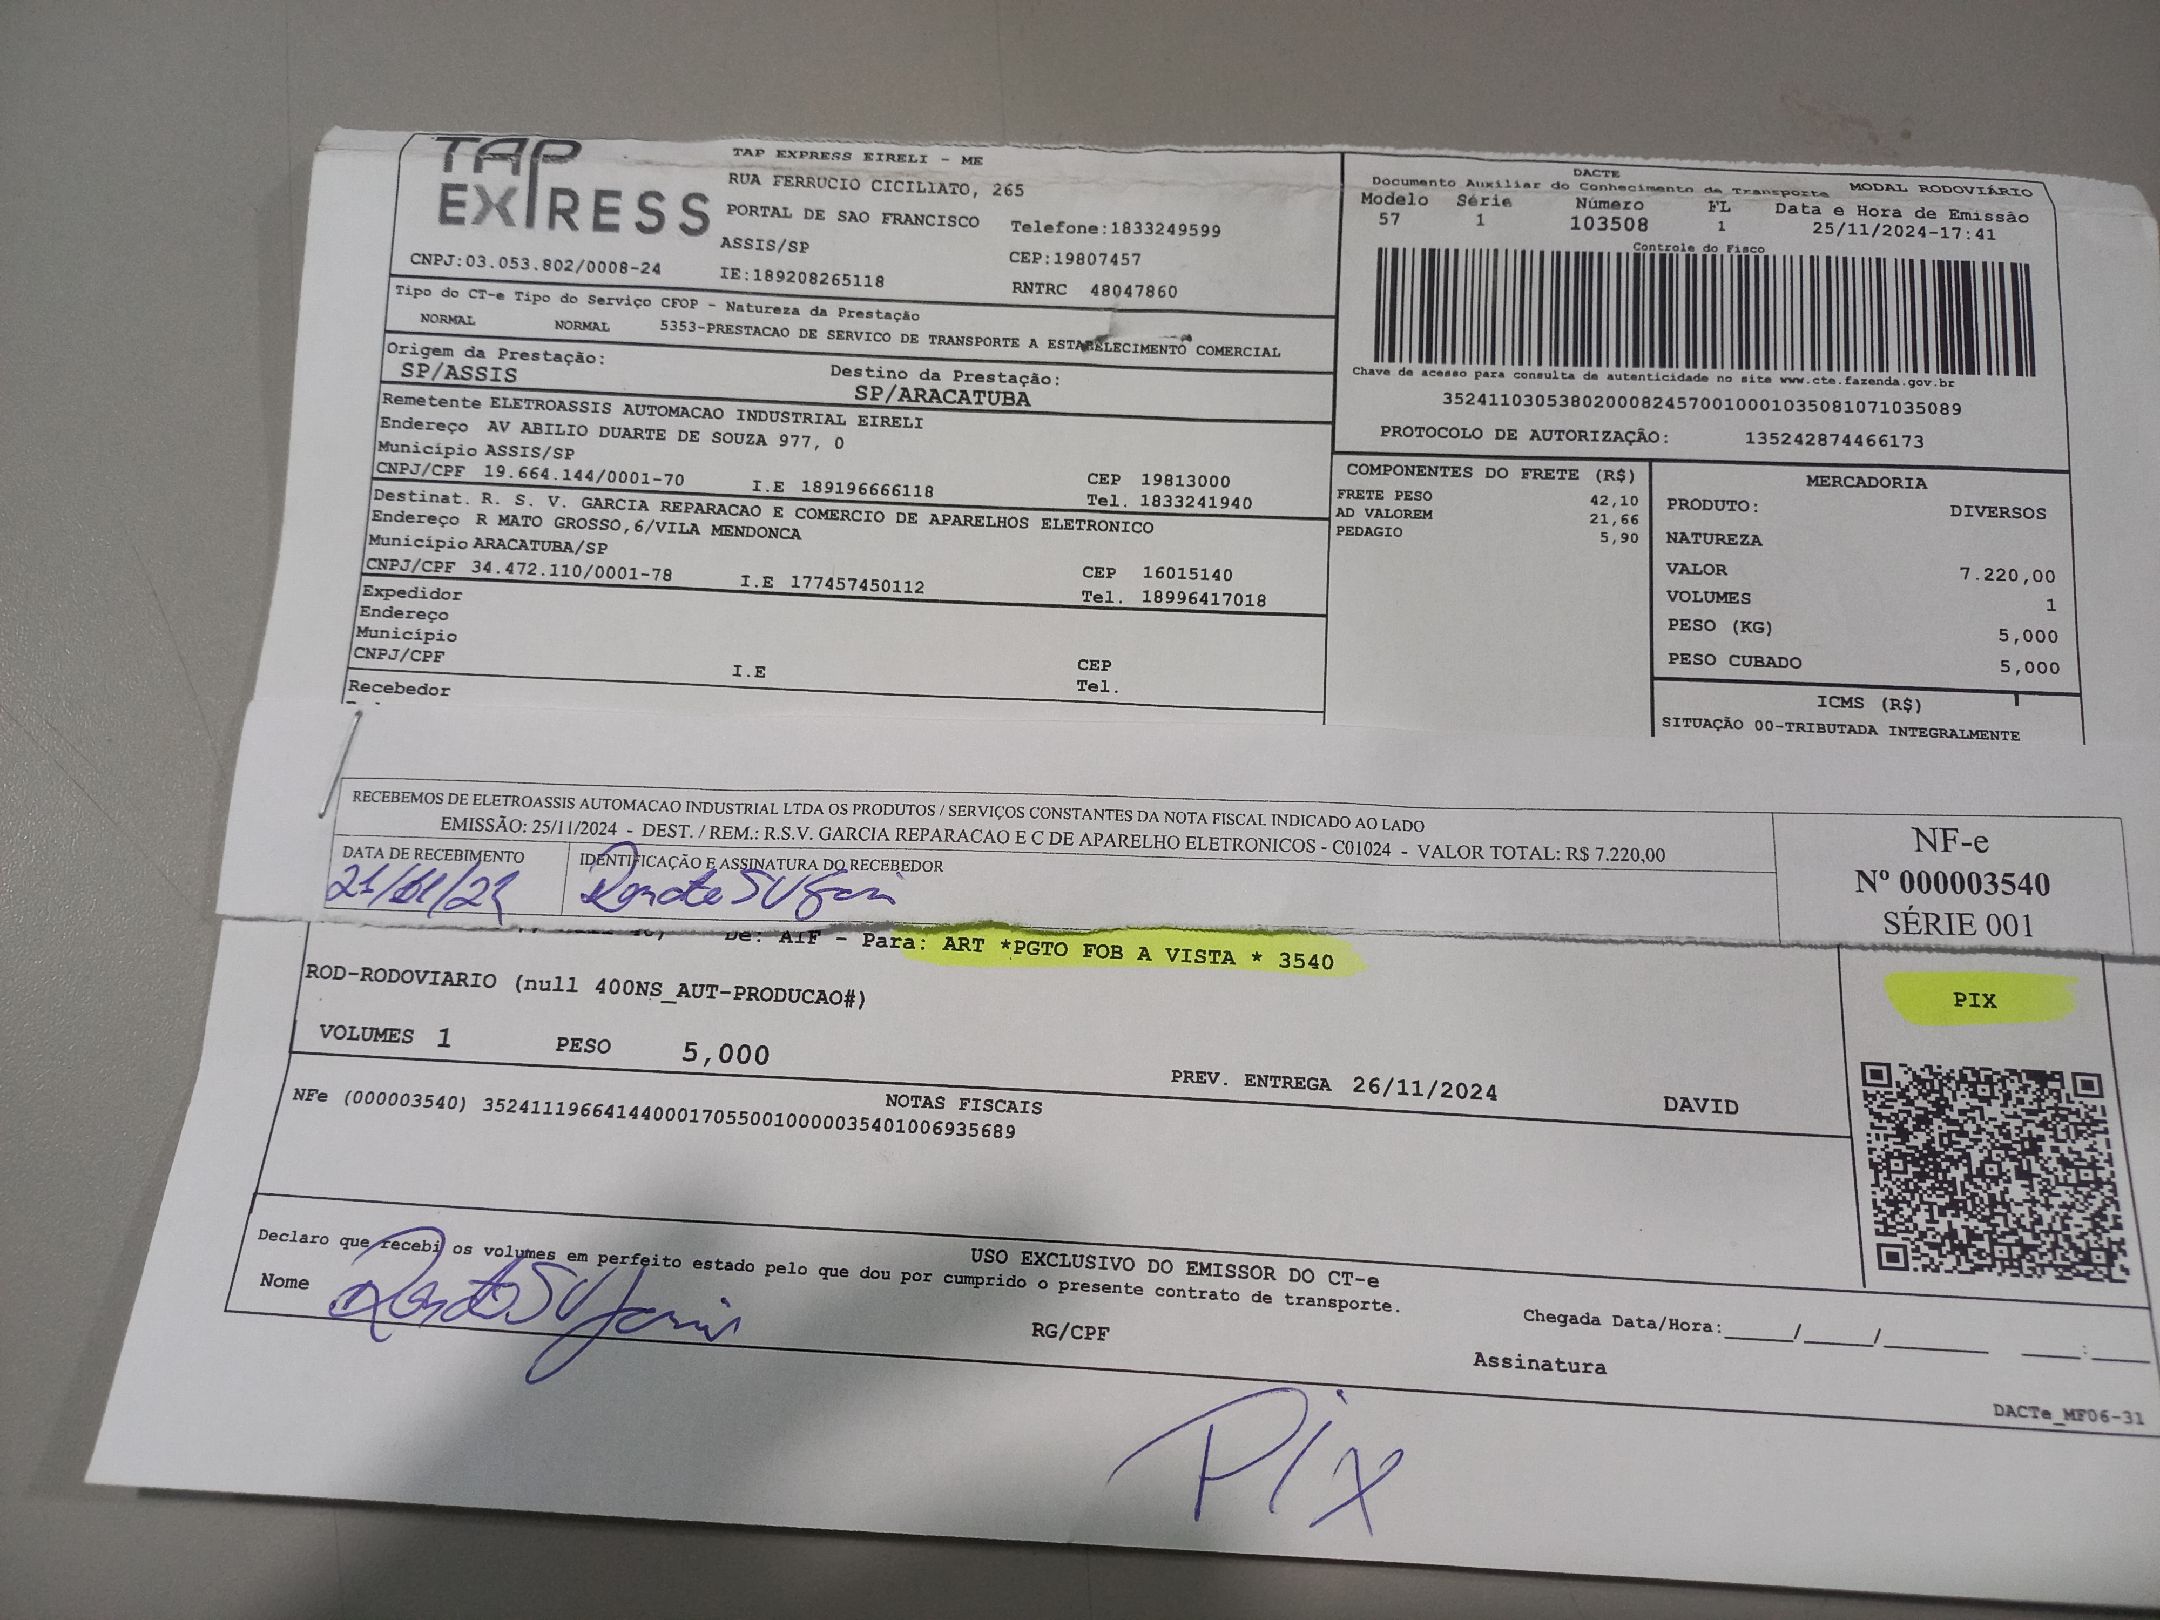 TAP EXPRESS
TAP EXPRESS EIRELI - ME
RUA FERRUCIO CICILIATO, 265
PORTAL DE SAO FRANCISCO Telefone:1833249599
ASSIS/SP CEP:19807457
CNPJ:03.053.802/0008-24 IE:189208265118 RNTRC 48047860
DACTE
Documento Auxiliar do Conhecimento de Transporte MODAL RODOVIÁRIO
Modelo Série Número FL Data e Hora de Emissão
57 1 103508 1 25/11/2024-17:41
Controle do Fisco
Chave de acesso para consulta de autenticidade no site www.cte.fazenda.gov.br
35241103053802000824570010001035081071035089
PROTOCOLO DE AUTORIZAÇÃO: 135242874466173
Tipo do CT-e Tipo do Serviço CFOP - Natureza da Prestação
NORMAL NORMAL 5353-PRESTACAO DE SERVICO DE TRANSPORTE A ESTABELECIMENTO COMERCIAL
Origem da Prestação: Destino da Prestação:
SP/ASSIS SP/ARACATUBA
Remetente ELETROASSIS AUTOMACAO INDUSTRIAL EIRELI
Endereço AV ABILIO DUARTE DE SOUZA 977, 0
Município ASSIS/SP CEP 19813000
CNPJ/CPF 19.664.144/0001-70 I.E 189196666118 Tel. 1833241940
Destinat. R. S. V. GARCIA REPARACAO E COMERCIO DE APARELHOS ELETRONICO
Endereço R MATO GROSSO,6/VILA MENDONCA
Município ARACATUBA/SP CEP 16015140
CNPJ/CPF 34.472.110/0001-78 I.E 177457450112 Tel. 18996417018
Expedidor
Endereço
Município CEP
CNPJ/CPF I.E Tel.
Recebedor
COMPONENTES DO FRETE (R$)
FRETE PESO 42,10
AD VALOREM 21,66
PEDAGIO 5,90
MERCADORIA
PRODUTO: DIVERSOS
NATUREZA
VALOR 7.220,00
VOLUMES 1
PESO (KG) 5,000
PESO CUBADO 5,000
ICMS (R$)
SITUAÇÃO 00-TRIBUTADA INTEGRALMENTE
RECEBEMOS DE ELETROASSIS AUTOMACAO INDUSTRIAL LTDA OS PRODUTOS / SERVIÇOS CONSTANTES DA NOTA FISCAL INDICADO AO LADO
EMISSÃO: 25/11/2024 - DEST. / REM.: R.S.V. GARCIA REPARACAO E C DE APARELHO ELETRONICOS - C01024 - VALOR TOTAL: R$ 7.220,00
DATA DE RECEBIMENTO IDENTIFICAÇÃO E ASSINATURA DO RECEBEDOR
NF-e
Nº 000003540
SÉRIE 001
De: AIF - Para: ART *PGTO FOB A VISTA * 3540
ROD-RODOVIARIO (null 400NS_AUT-PRODUCAO#)
PIX
VOLUMES 1 PESO 5,000 PREV. ENTREGA 26/11/2024 DAVID
NOTAS FISCAIS
NFe (000003540) 35241119664144000170550010000035401006935689
USO EXCLUSIVO DO EMISSOR DO CT-e
Declaro que recebi os volumes em perfeito estado pelo que dou por cumprido o presente contrato de transporte.
Nome RG/CPF Chegada Data/Hora:_____/_____/________ ____:____
Assinatura
DACTe_MF06-31
Pix